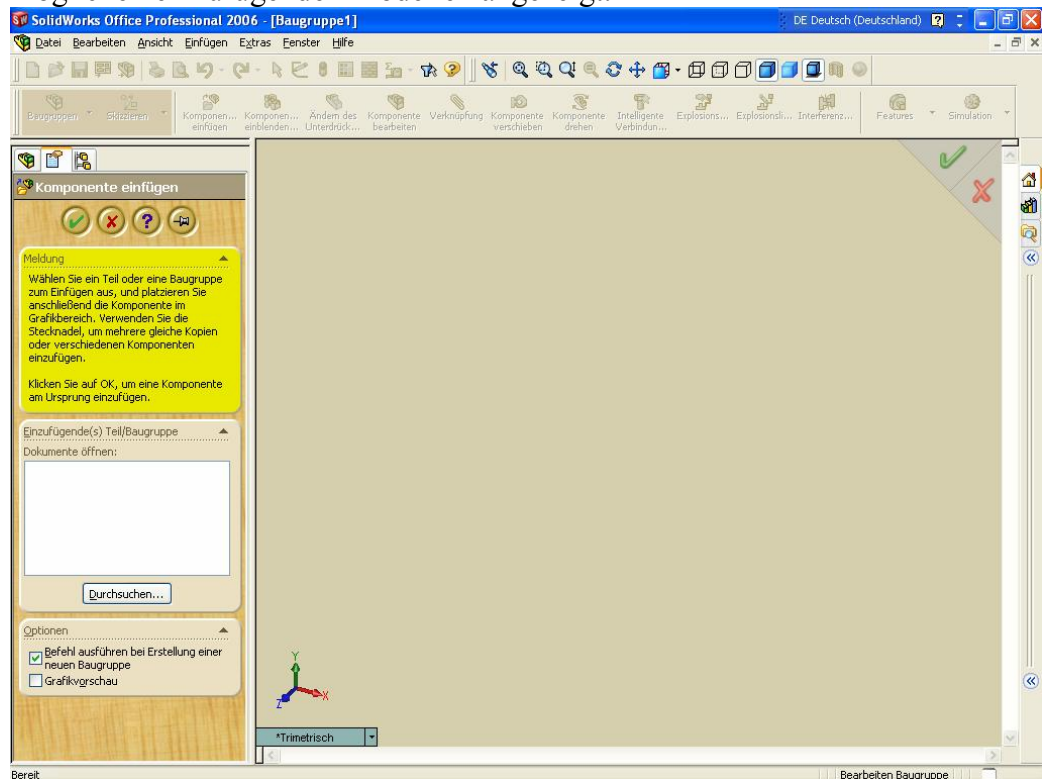 SolidWorks Office Professional 2006 - [Baugruppe1]
DE Deutsch (Deutschland)
Datei Bearbeiten Ansicht Einfügen Extras Fenster Hilfe
Baugruppen Skizzieren Komponen... einfügen Komponen... einblenden... Ändern des Unterdrück... Komponente bearbeiten Verknüpfung Komponente verschieben Komponente drehen Intelligente Verbindun... Explosions... Explosionsli... Interferenz... Features Simulation
Komponente einfügen
Meldung
Wählen Sie ein Teil oder eine Baugruppe
zum Einfügen aus, und platzieren Sie
anschließend die Komponente im
Grafikbereich. Verwenden Sie die
Stecknadel, um mehrere gleiche Kopien
oder verschiedenen Komponenten
einzufügen.
Klicken Sie auf OK, um eine Komponente
am Ursprung einzufügen.
Einzufügende(s) Teil/Baugruppe
Dokumente öffnen:
Durchsuchen...
Optionen
Befehl ausführen bei Erstellung einer
neuen Baugruppe
Grafikvorschau
Y
X
Z
*Trimetrisch
Bereit
Bearbeiten Baugruppe